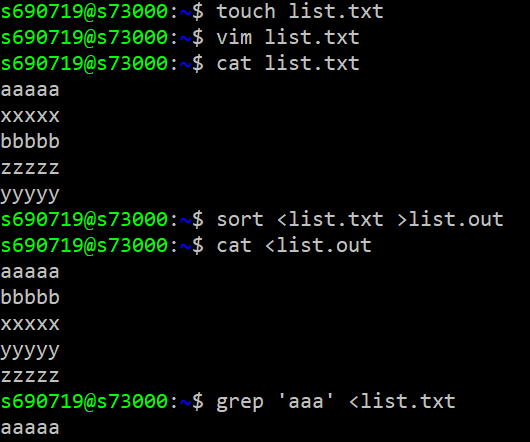 s690719@s73000:~$ touch list.txt
s690719@s73000:~$ vim list.txt
s690719@s73000:~$ cat list.txt
aaaaa
xxxxx
bbbbb
zzzzz
yyyyy
s690719@s73000:~$ sort <list.txt >list.out
s690719@s73000:~$ cat <list.out
aaaaa
bbbbb
xxxxx
yyyyy
zzzzz
s690719@s73000:~$ grep 'aaa' <list.txt
aaaaa